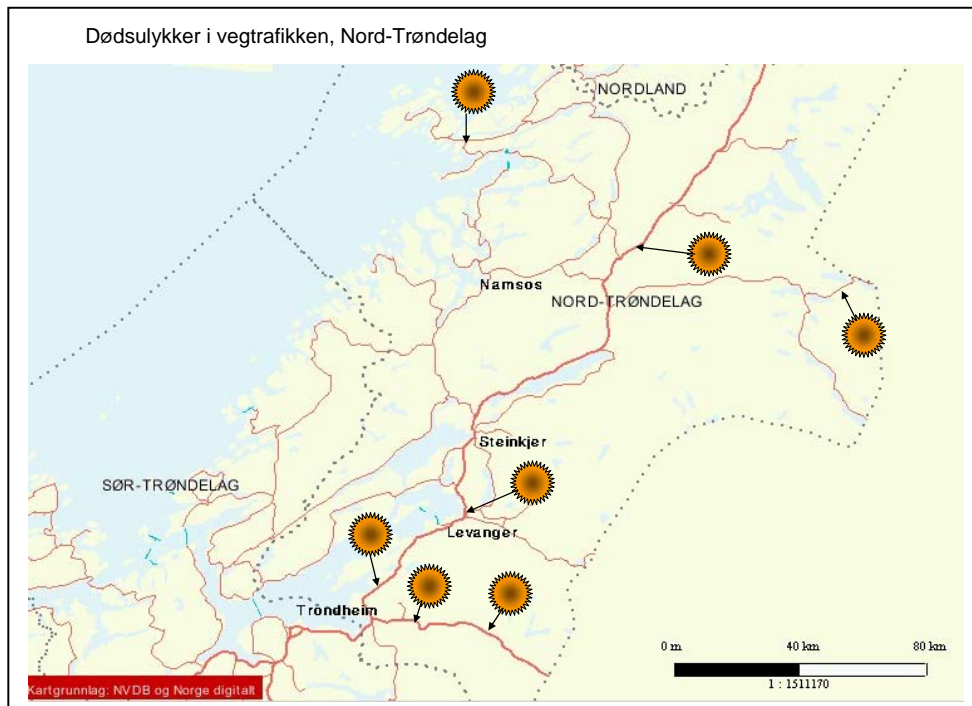 Dødsulykker i vegtrafikken, Nord-Trøndelag
NORDLAND
Namsos
NORD-TRØNDELAG
Steinkjer
SØR-TRØNDELAG
Levanger
Trondheim
0 m 40 km 80 km
1 : 1511170
Kartgrunnlag: NVDB og Norge digitalt